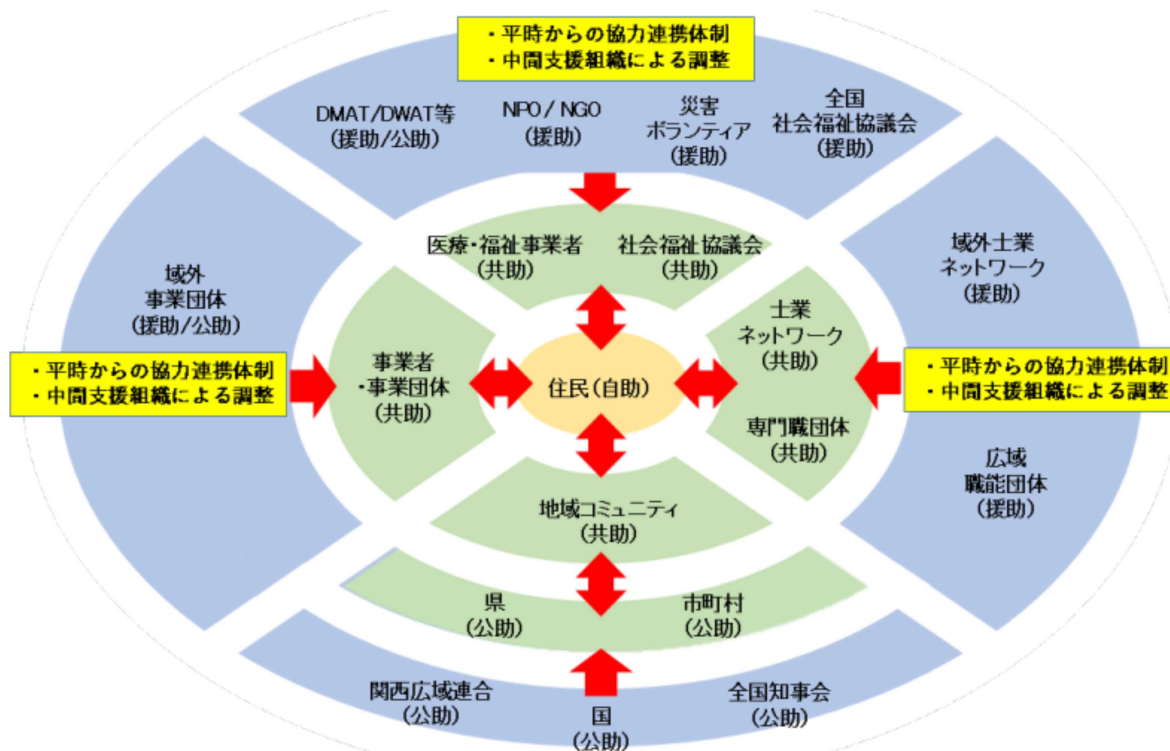 ・平時からの協力連携体制
・中間支援組織による調整
DMAT/DWAT等
(援助/公助)
NPO/NGO
(援助)
災害
ボランティア
(援助)
全国
社会福祉協議会
(援助)
医療・福祉事業者
(共助)
社会福祉協議会
(共助)
域外
事業団体
(援助/公助)
域外士業
ネットワーク
(援助)
・平時からの協力連携体制
・中間支援組織による調整
事業者
・事業団体
(共助)
住民(自助)
士業
ネットワーク
(共助)
専門職団体
(共助)
・平時からの協力連携体制
・中間支援組織による調整
広域
職能団体
(援助)
地域コミュニティ
(共助)
県
(公助)
市町村
(公助)
関西広域連合
(公助)
国
(公助)
全国知事会
(公助)